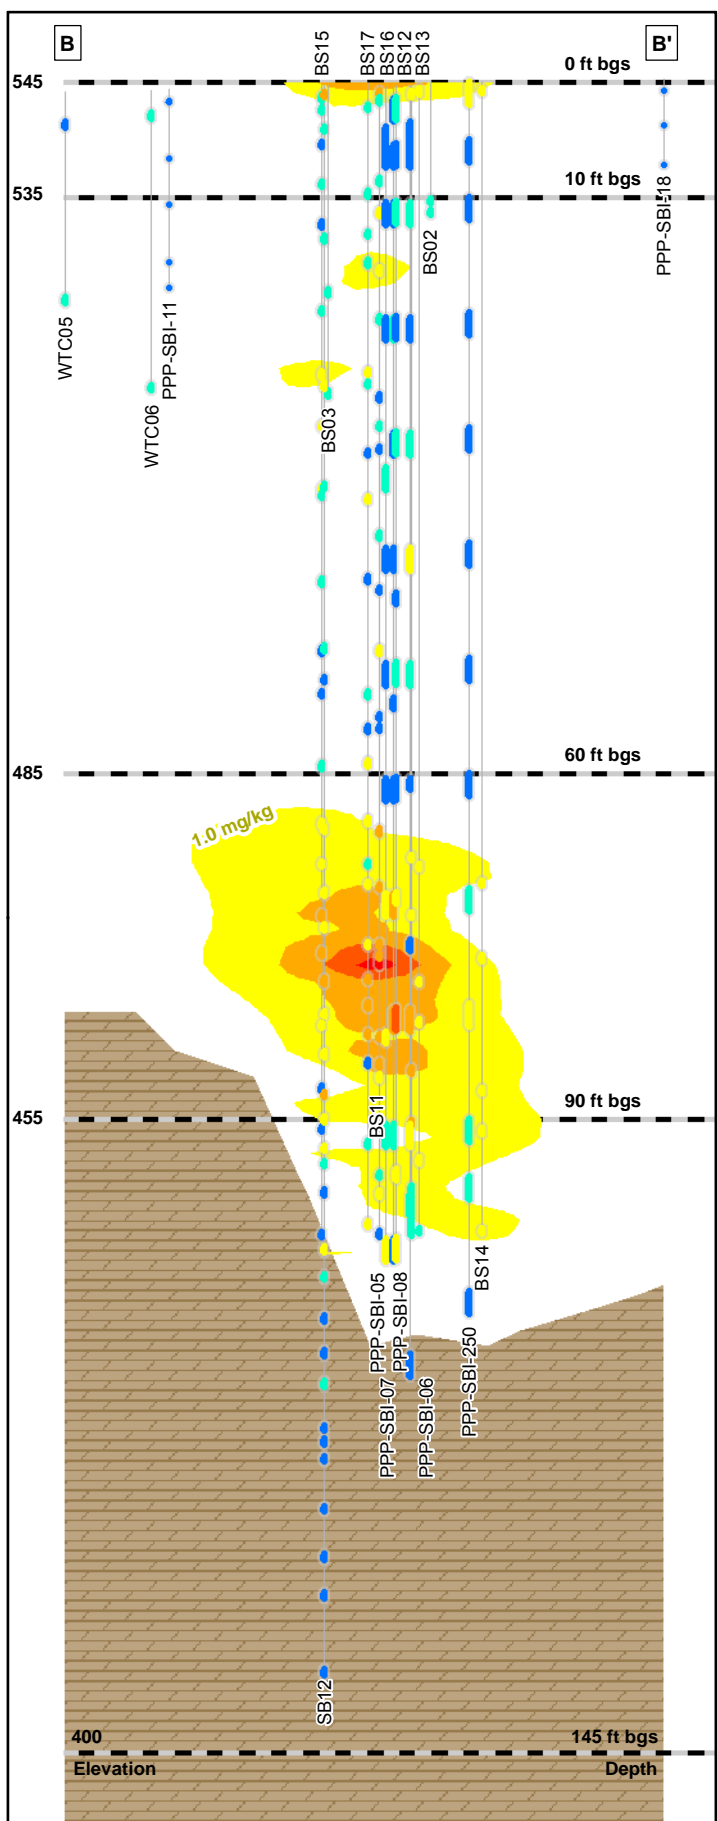 B
BS15
BS17
BS16
BS12
BS13
B'
0 ft bgs
545
10 ft bgs
535
PPP-SBI-18
BS02
WTC05
PPP-SBI-11
WTC06
BS03
60 ft bgs
485
1.0 mg/kg
90 ft bgs
455
BS11
BS14
PPP-SBI-05
PPP-SBI-08
PPP-SBI-250
PPP-SBI-07
PPP-SBI-06
SB12
400
145 ft bgs
Elevation
Depth